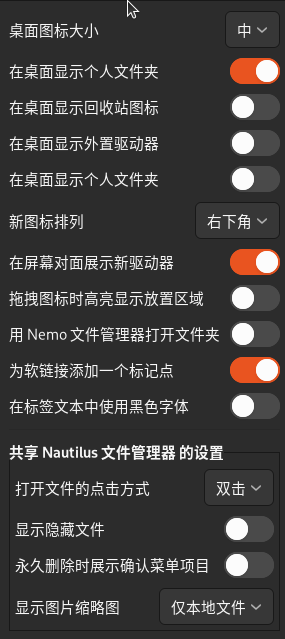 桌面图标大小 中
在桌面显示个人文件夹
在桌面显示回收站图标
在桌面显示外置驱动器
在桌面显示个人文件夹
新图标排列 右下角
在屏幕对面展示新驱动器
拖拽图标时高亮显示放置区域
用 Nemo 文件管理器打开文件夹
为软链接添加一个标记点
在标签文本中使用黑色字体
共享 Nautilus 文件管理器 的设置
打开文件的点击方式 双击
显示隐藏文件
永久删除时展示确认菜单项目
显示图片缩略图 仅本地文件